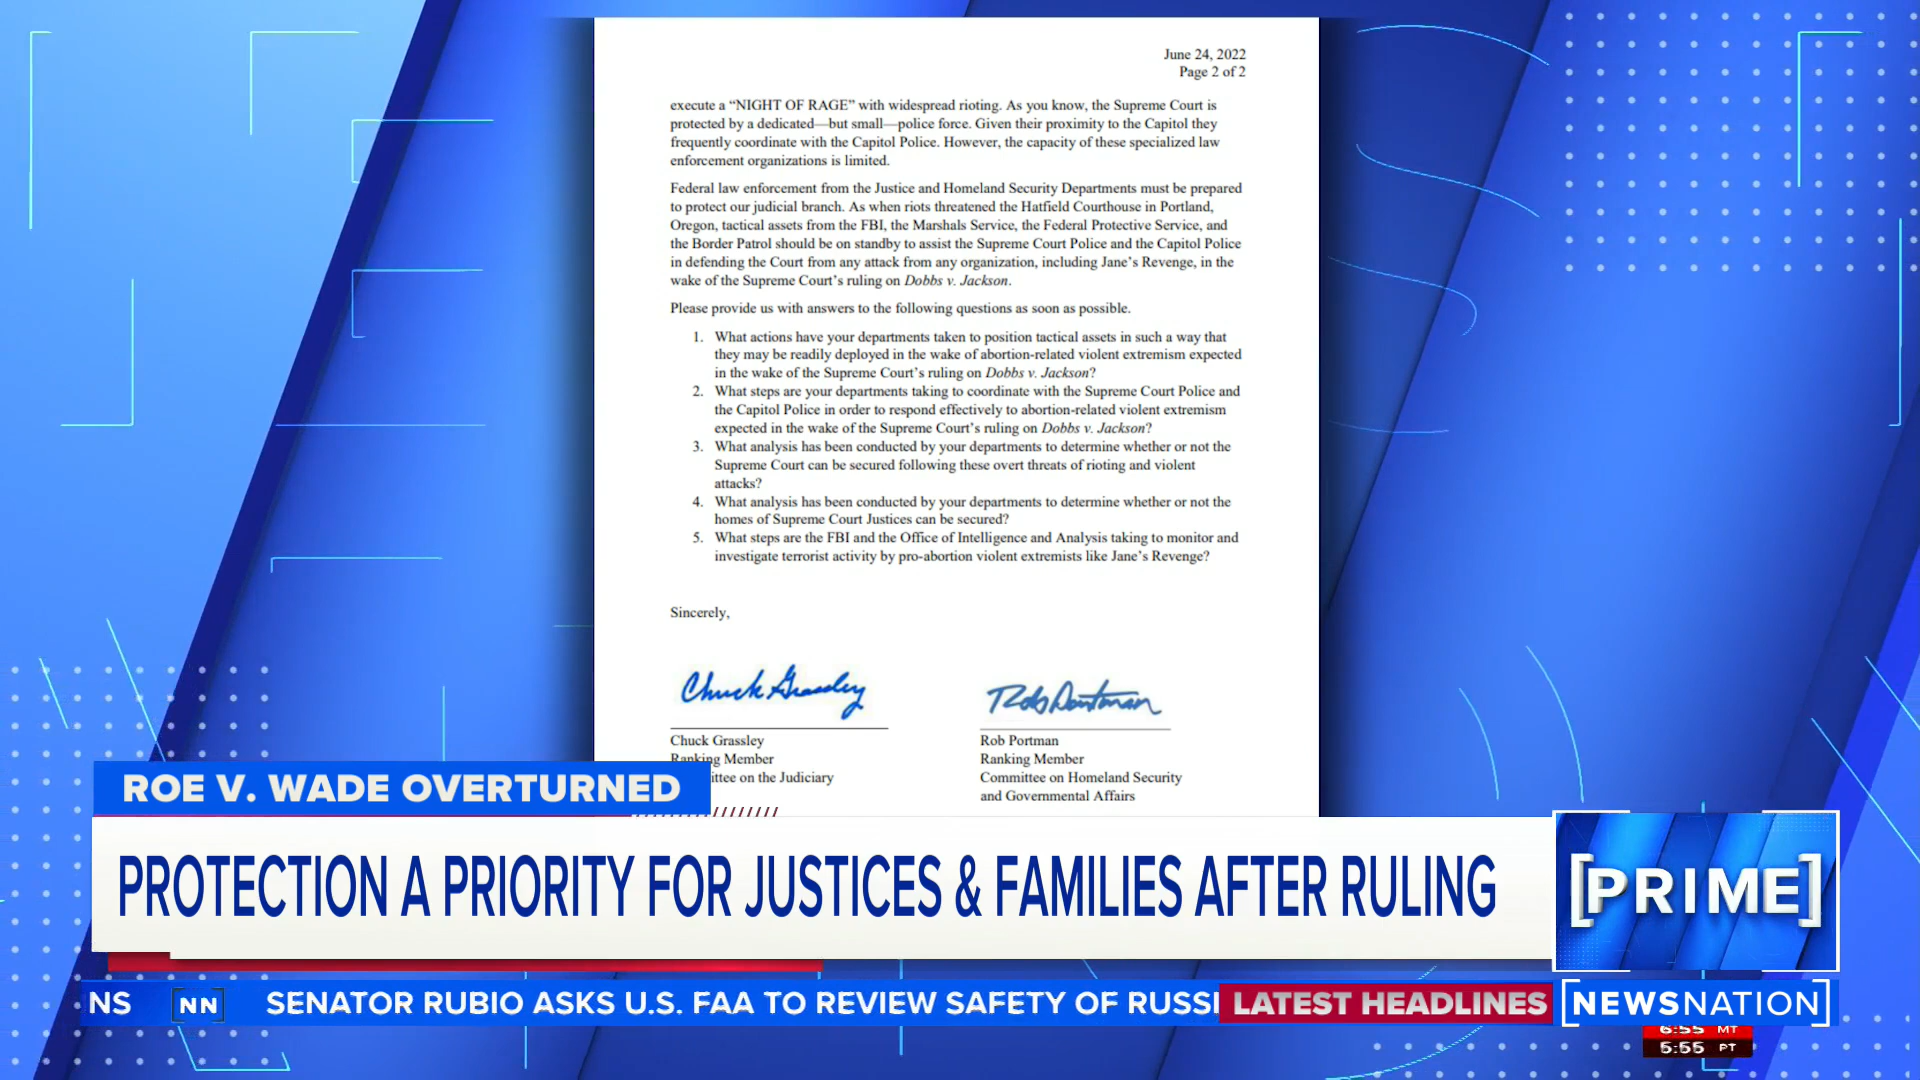 June 24, 2022
Page 2 of 2
execute a “NIGHT OF RAGE” with widespread rioting. As you know, the Supreme Court is
protected by a dedicated—but small—police force. Given their proximity to the Capitol they
frequently coordinate with the Capitol Police. However, the capacity of these specialized law
enforcement organizations is limited.
Federal law enforcement from the Justice and Homeland Security Departments must be prepared
to protect our judicial branch. As when riots threatened the Hatfield Courthouse in Portland,
Oregon, tactical assets from the FBI, the Marshals Service, the Federal Protective Service, and
the Border Patrol should be on standby to assist the Supreme Court Police and the Capitol Police
in defending the Court from any attack from any organization, including Jane’s Revenge, in the
wake of the Supreme Court’s ruling on Dobbs v. Jackson.
Please provide us with answers to the following questions as soon as possible.
1. What actions have your departments taken to position tactical assets in such a way that
they may be readily deployed in the wake of abortion-related violent extremism expected
in the wake of the Supreme Court’s ruling on Dobbs v. Jackson?
2. What steps are your departments taking to coordinate with the Supreme Court Police and
the Capitol Police in order to respond effectively to abortion-related violent extremism
expected in the wake of the Supreme Court’s ruling on Dobbs v. Jackson?
3. What analysis has been conducted by your departments to determine whether or not the
Supreme Court can be secured following these overt threats of rioting and violent
attacks?
4. What analysis has been conducted by your departments to determine whether or not the
homes of Supreme Court Justices can be secured?
5. What steps are the FBI and the Office of Intelligence and Analysis taking to monitor and
investigate terrorist activity by pro-abortion violent extremists like Jane’s Revenge?
Sincerely,
Chuck Grassley
Rob Portman
Chuck Grassley
Ranking Member
ittee on the Judiciary
Rob Portman
Ranking Member
Committee on Homeland Security
and Governmental Affairs
ROE V. WADE OVERTURNED
PROTECTION A PRIORITY FOR JUSTICES & FAMILIES AFTER RULING
[PRIME]
NS NN SENATOR RUBIO ASKS U.S. FAA TO REVIEW SAFETY OF RUSSI
LATEST HEADLINES
[NEWSNATION]
6:55 MT
5:55 PT